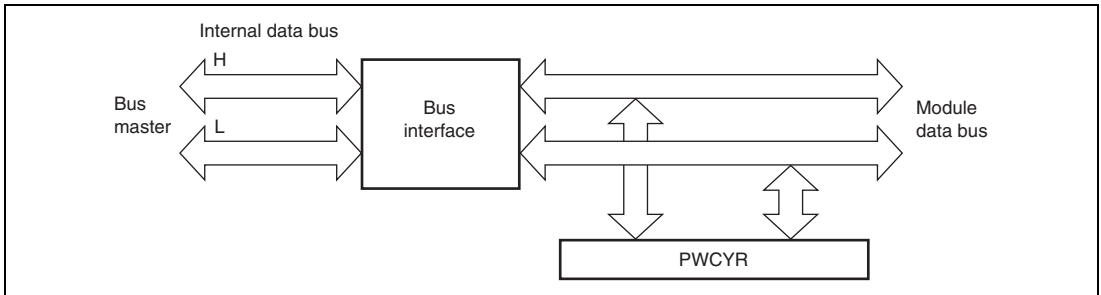 Internal data bus
H
Bus
master
L
Bus
interface
Module
data bus
PWCYR